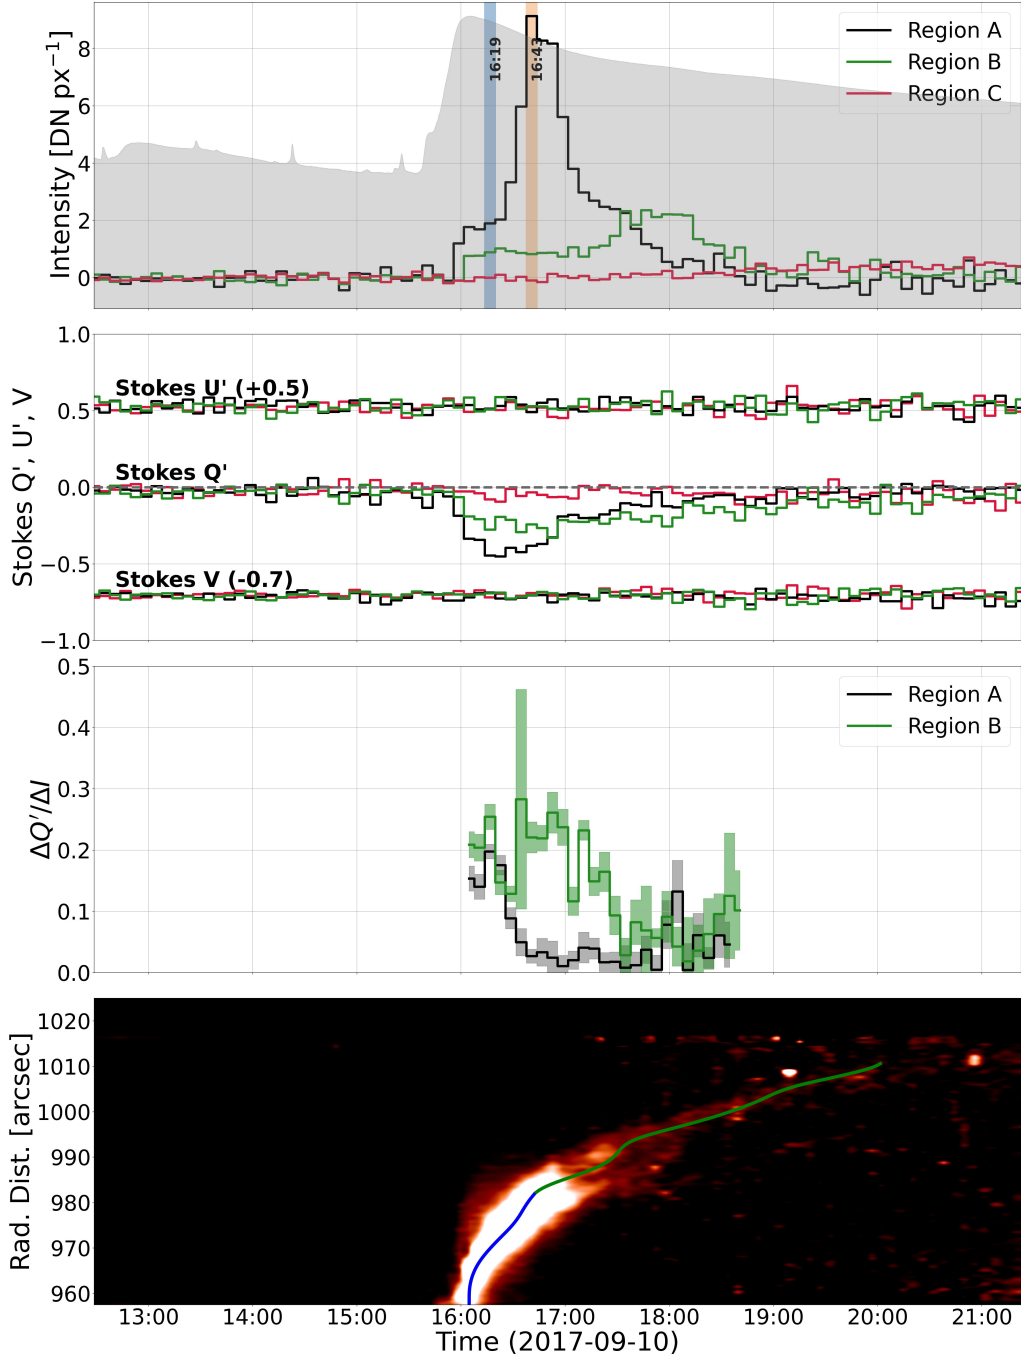 Intensity [DN px⁻¹]
8
6
4
2
0
16:19
16:43
Region A
Region B
Region C
Stokes Q', U', V
1.0
0.5
0.0
−0.5
−1.0
Stokes U' (+0.5)
Stokes Q'
Stokes V (-0.7)
ΔQ'/ΔI
0.5
0.4
0.3
0.2
0.1
0.0
Region A
Region B
Rad. Dist. [arcsec]
1020
1010
1000
990
980
970
960
13:00 14:00 15:00 16:00 17:00 18:00 19:00 20:00 21:00
Time (2017-09-10)